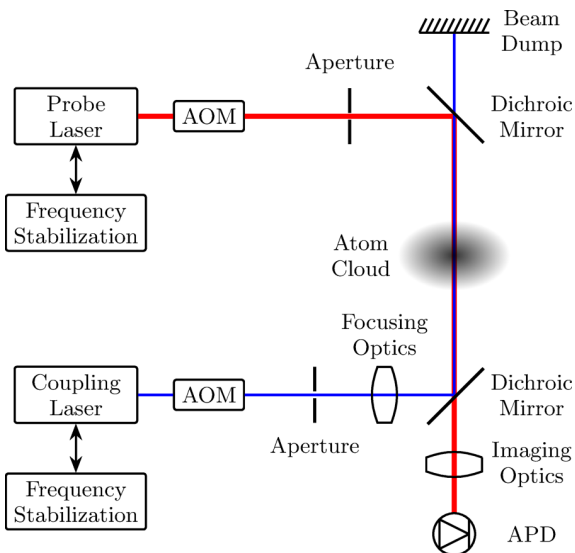 Beam
Dump
Aperture
Probe
Laser
AOM
Dichroic
Mirror
Frequency
Stabilization
Atom
Cloud
Focusing
Optics
Coupling
Laser
AOM
Dichroic
Mirror
Aperture
Imaging
Optics
Frequency
Stabilization
APD